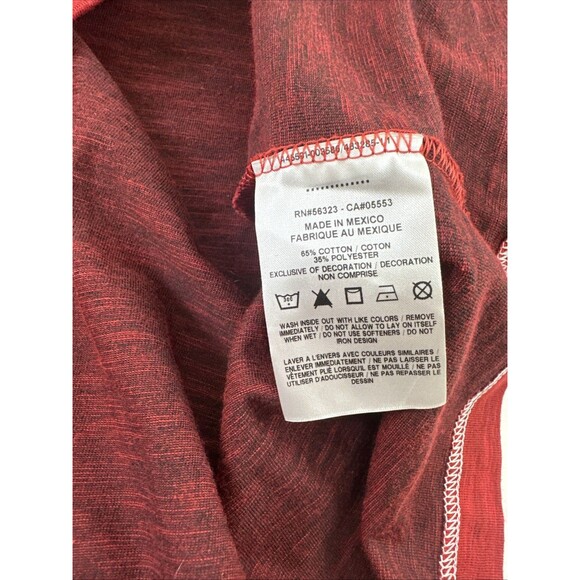 RN#56323 - CA#05553
MADE IN MEXICO
FABRIQUE AU MEXIQUE
65% COTTON / COTON
35% POLYESTER
EXCLUSIVE OF DECORATION / DECORATION
NON COMPRISE
WASH INSIDE OUT WITH LIKE COLORS / REMOVE
IMMEDIATELY / DO NOT ALLOW TO LAY ON ITSELF
WHEN WET / DO NOT USE SOFTENERS / DO NOT
IRON DESIGN
LAVER A L'ENVERS AVEC COULEURS SIMILAIRES /
ENLEVER IMMÉDIATEMENT / NE PAS LAISSER LE
VÊTEMENT PLIÉ LORSQU'IL EST MOUILLÉ / NE PAS
UTILISER D'ADOUCISSEUR / NE PAS REPASSER LE
DESSIN